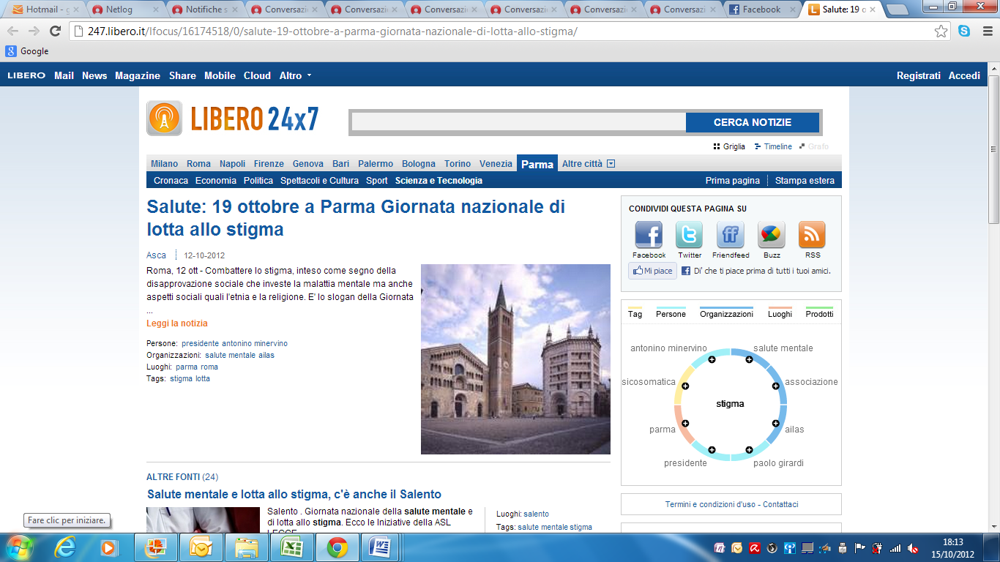 Hotmail - g
Netlog
Notifiche s
Conversazi
Conversazi
Conversazi
Conversazi
Conversazi
Conversazi
Facebook
Salute: 19 o
247.libero.it/lfocus/16174518/0/salute-19-ottobre-a-parma-giornata-nazionale-di-lotta-allo-stigma/
Google
LIBERO Mail News Magazine Share Mobile Cloud Altro
Registrati Accedi
LIBERO 24x7
CERCA NOTIZIE
Griglia Timeline Grafo
Milano Roma Napoli Firenze Genova Bari Palermo Bologna Torino Venezia Parma Altre città
Cronaca Economia Politica Spettacoli e Cultura Sport Scienza e Tecnologia Prima pagina Stampa estera
Salute: 19 ottobre a Parma Giornata nazionale di
lotta allo stigma
Asca 12-10-2012
Roma, 12 ott - Combattere lo stigma, inteso come segno della
disapprovazione sociale che investe la malattia mentale ma anche
aspetti sociali quali l'etnia e la religione. E' lo slogan della Giornata
...
Leggi la notizia
Persone: presidente antonino minervino
Organizzazioni: salute mentale ailas
Luoghi: parma roma
Tags: stigma lotta
CONDIVIDI QUESTA PAGINA SU
Facebook Twitter Friendfeed Buzz RSS
Mi piace Di' che ti piace prima di tutti i tuoi amici.
Tag Persone Organizzazioni Luoghi Prodotti
antonino minervino salute mentale
sicosomatica associazione
stigma
parma ailas
presidente paolo girardi
Termini e condizioni d'uso - Contattaci
ALTRE FONTI (24)
Salute mentale e lotta allo stigma, c'è anche il Salento
Salento . Giornata nazionale della salute mentale e
di lotta allo stigma. Ecco le Iniziative della ASL
LECCE
Luoghi: salento
Tags: salute mentale stigma
Fare clic per iniziare.
18:13
15/10/2012